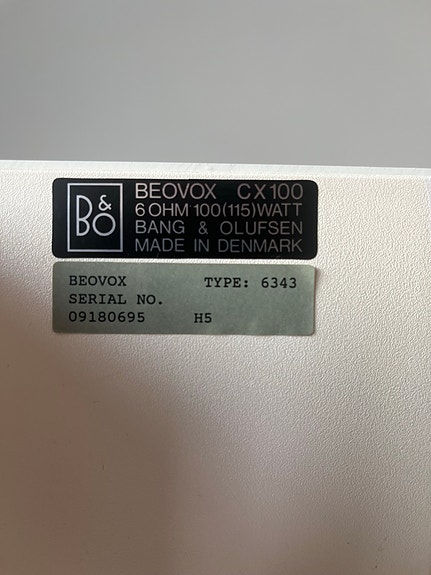 B&O
BEOVOX CX100
6 OHM 100(115)WATT
BANG & OLUFSEN
MADE IN DENMARK
BEOVOX TYPE: 6343
SERIAL NO.
09180695 H5